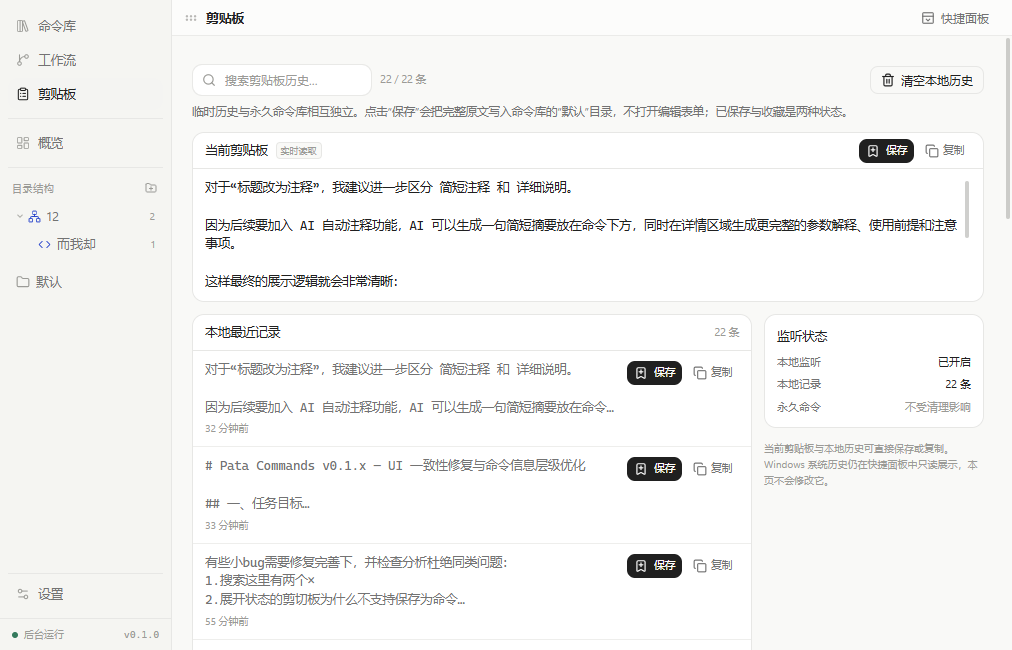 命令库
工作流
剪贴板
概览
目录结构
12 2
<> 而我却 1
默认
设置
后台运行 v0.1.0
剪贴板
快捷面板
搜索剪贴板历史...
22 / 22 条
清空本地历史
临时历史与永久命令库相互独立。点击“保存”会把完整原文写入命令库的“默认”目录，不打开编辑表单；已保存与收藏是两种状态。
当前剪贴板 实时读取
保存 复制
对于“标题改为注释”，我建议进一步区分 简短注释 和 详细说明。
因为后续要加入 AI 自动注释功能，AI 可以生成一句简短摘要放在命令下方，同时在详情区域生成更完整的参数解释、使用前提和注意
事项。
这样最终的展示逻辑就会非常清晰：
本地最近记录 22 条
对于“标题改为注释”，我建议进一步区分 简短注释 和 详细说明。
保存 复制
因为后续要加入 AI 自动注释功能，AI 可以生成一句简短摘要放在命令…
32 分钟前
# Pata Commands v0.1.x — UI 一致性修复与命令信息层级优化
保存 复制
## 一、任务目标…
33 分钟前
有些小bug需要修复完善下，并检查分析杜绝同类问题：
保存 复制
1.搜索这里有两个×
2.展开状态的剪切板为什么不支持保存为命令…
55 分钟前
监听状态
本地监听 已开启
本地记录 22 条
永久命令 不受清理影响
当前剪贴板与本地历史可直接保存或复制。
Windows 系统历史仍在快捷面板中只读展示，本
页不会修改它。